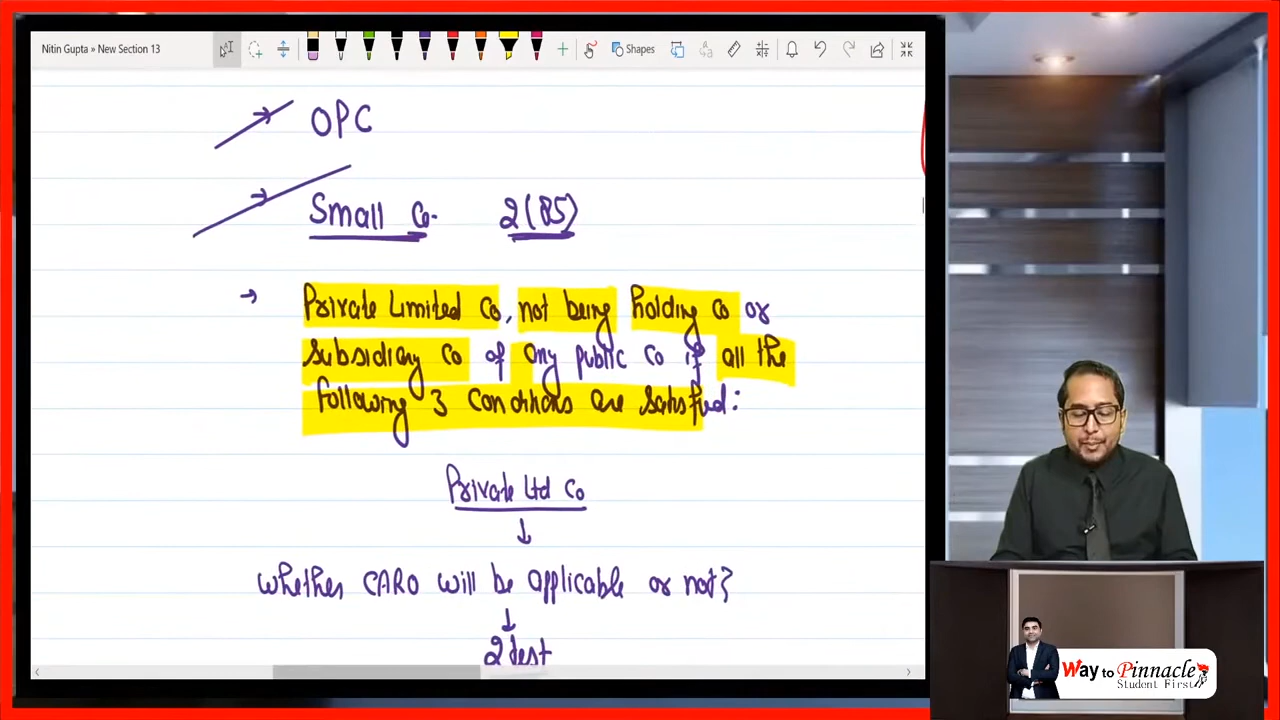 Nitin Gupta » New Section 13
Shapes
→ OPC
→ Small Co. 2(85)
→ Private Limited Co, not being holding Co or
subsidiary Co of any public Co if all the
following 3 Conditions are satisfied:
Private Ltd Co
↓
Whether CARO will be applicable or not?
↓
2 test
Way to Pinnacle
Student First